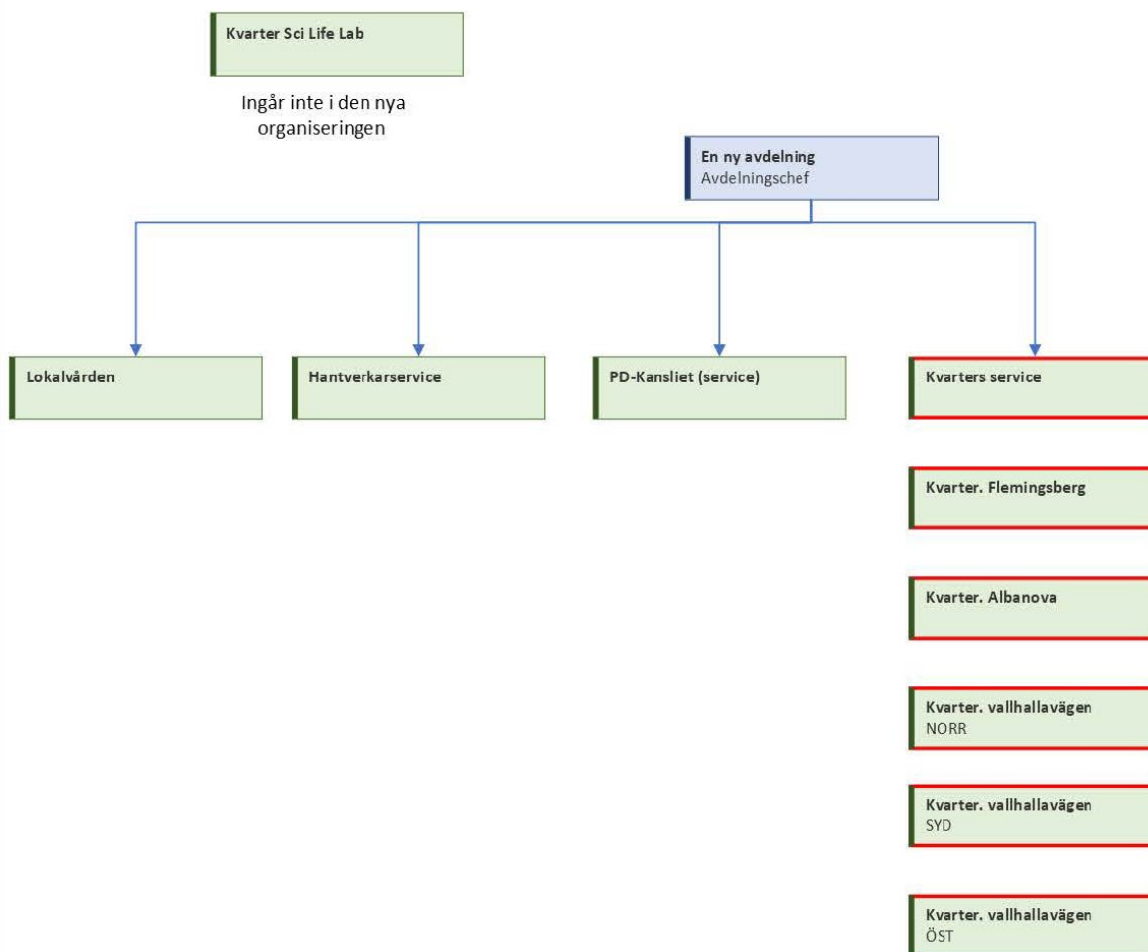 Kvarter Sci Life Lab
Ingår inte i den nya
organiseringen
En ny avdelning
Avdelningschef
Lokalvården
Hantverkarservice
PD-Kansliet (service)
Kvarters service
Kvarter. Flemingsberg
Kvarter. Albanova
Kvarter. vallhallavägen
NORR
Kvarter. vallhallavägen
SYD
Kvarter. vallhallavägen
ÖST